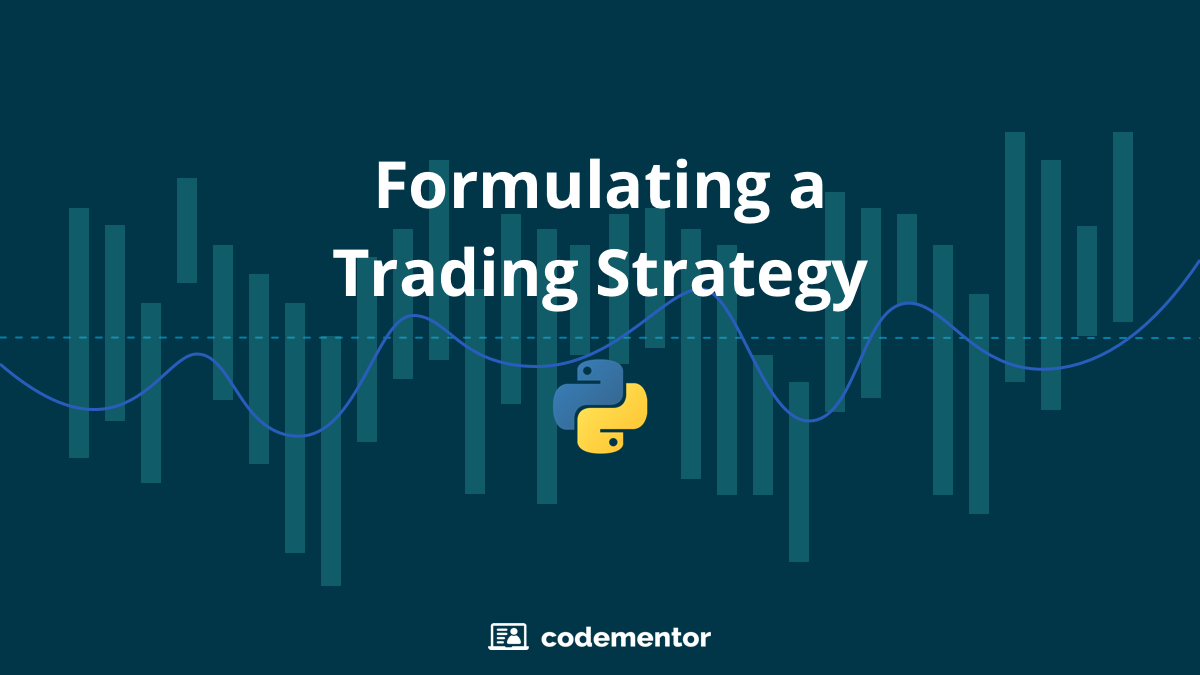 Formulating a
Trading Strategy
codementor